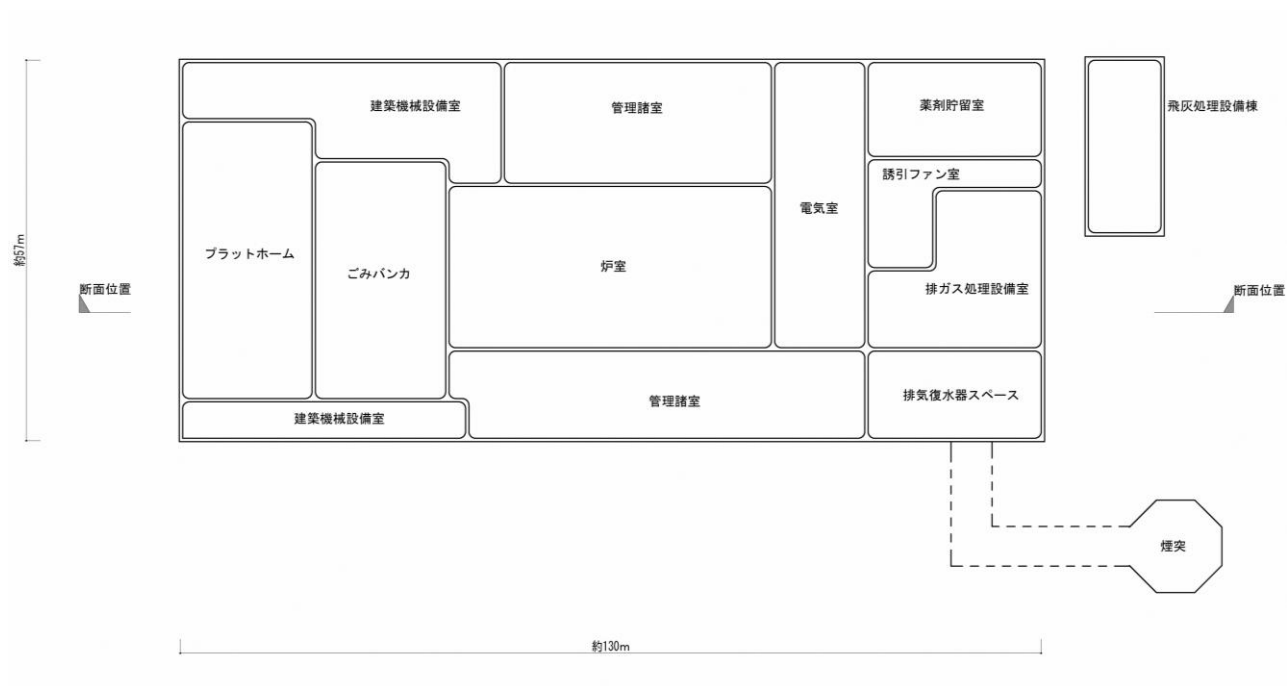 建築機械設備室
管理諸室
薬剤貯留室
飛灰処理設備棟
誘引ファン室
電気室
プラットホーム
ごみバンカ
炉室
約57m
断面位置
排ガス処理設備室
断面位置
管理諸室
排気復水器スペース
建築機械設備室
煙突
約130m